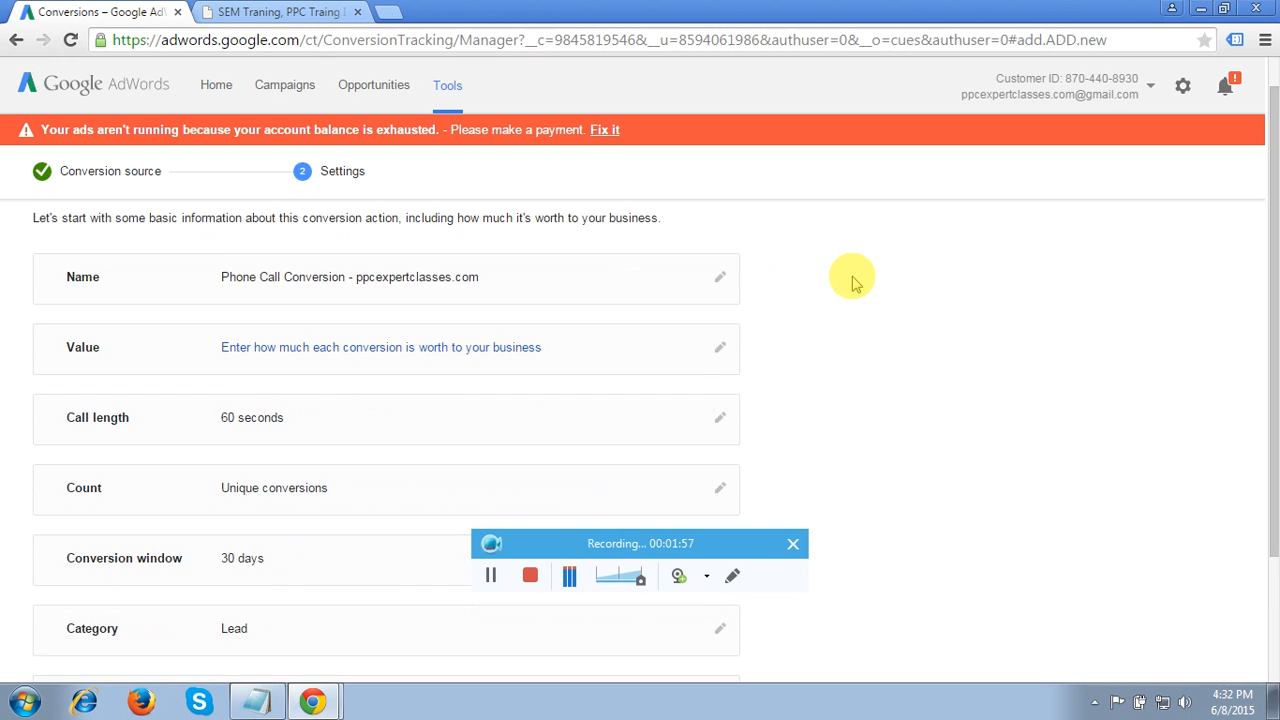 Conversions – Google Ad
SEM Traning, PPC Traing I
https://adwords.google.com/ct/ConversionTracking/Manager?__c=9845819546&__u=8594061986&authuser=0&__o=cues&authuser=0#add.ADD.new
Google AdWords
Home
Campaigns
Opportunities
Tools
Customer ID: 870-440-8930
ppcexpertclasses.com@gmail.com
Your ads aren't running because your account balance is exhausted. - Please make a payment. Fix it
Conversion source
2
Settings
Let's start with some basic information about this conversion action, including how much it's worth to your business.
Name
Phone Call Conversion - ppcexpertclasses.com
Value
Enter how much each conversion is worth to your business
Call length
60 seconds
Count
Unique conversions
Recording... 00:01:57
Conversion window
30 days
Category
Lead
4:32 PM
6/8/2015